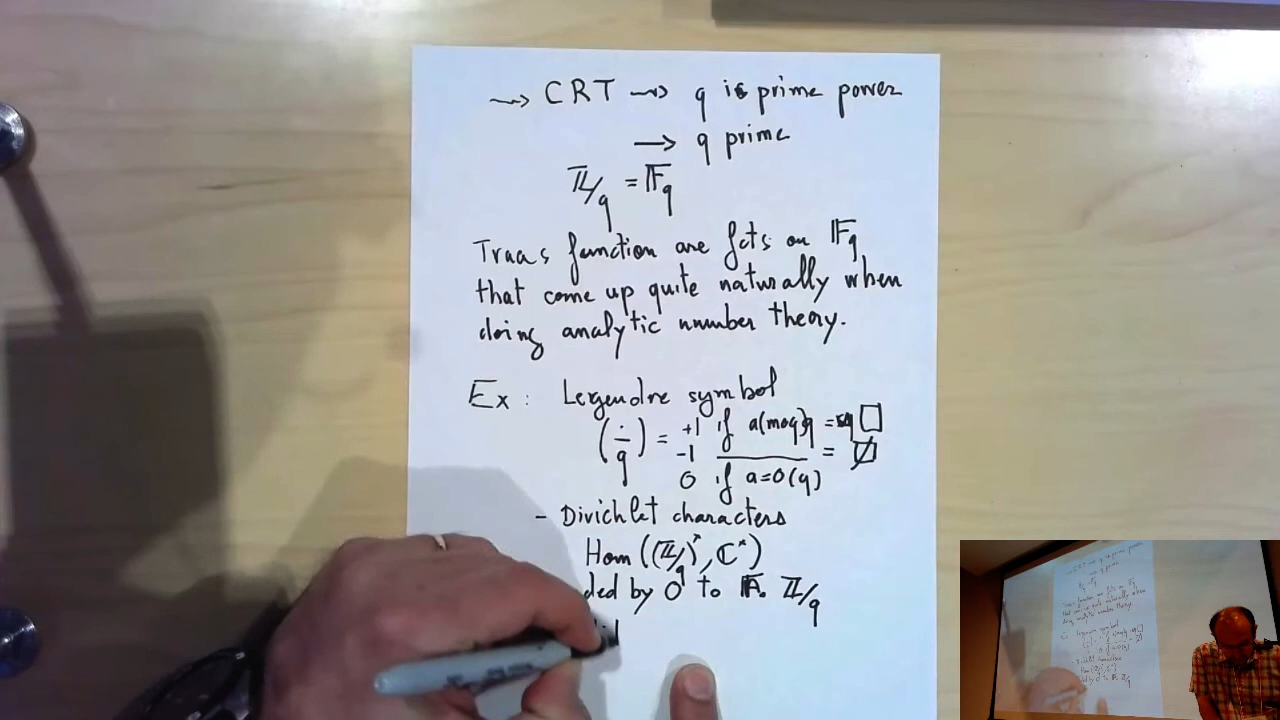 ⇝ CRT ⇝ q is prime power
→ q prime
ℤ/q = 𝔽q
Traas function are fcts on 𝔽q
that come up quite naturally when
doing analytic number theory.
Ex : Legendre symbol
(·/q) = +1 if a(mod q) = □
-1 ——— = □̸
0 if a=0(q)
- Dirichlet characters
Hom ((ℤ/q)^×, ℂ^×)
ded by 0 to ℤ/q